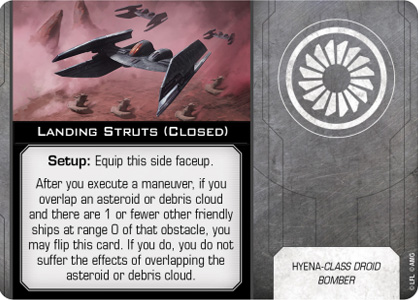 LANDING STRUTS (CLOSED)
Setup: Equip this side faceup.
After you execute a maneuver, if you
overlap an asteroid or debris cloud
and there are 1 or fewer other friendly
ships at range 0 of that obstacle, you
may flip this card. If you do, you do not
suffer the effects of overlapping the
asteroid or debris cloud.
HYENA-CLASS DROID
BOMBER
©LFL ©AMG